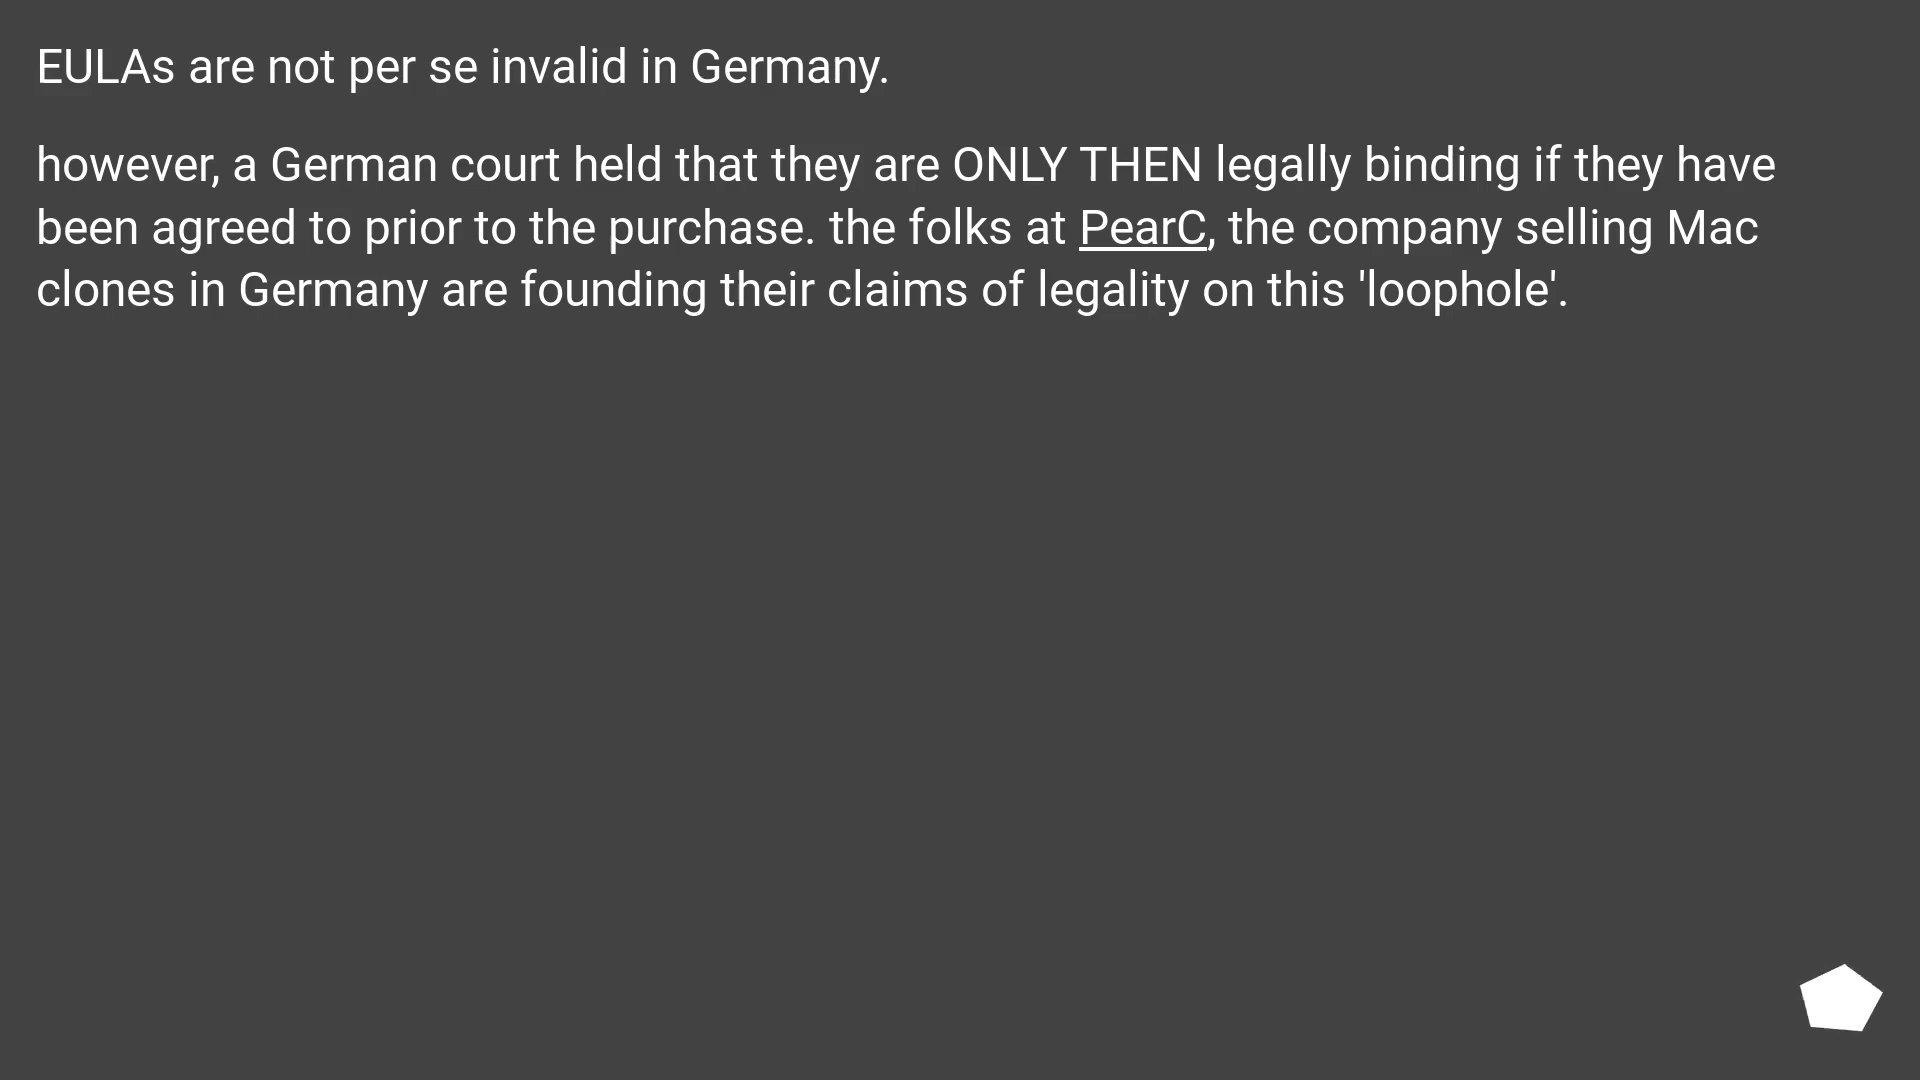 EULAs are not per se invalid in Germany.
however, a German court held that they are ONLY THEN legally binding if they have
been agreed to prior to the purchase. the folks at PearC, the company selling Mac
clones in Germany are founding their claims of legality on this 'loophole'.